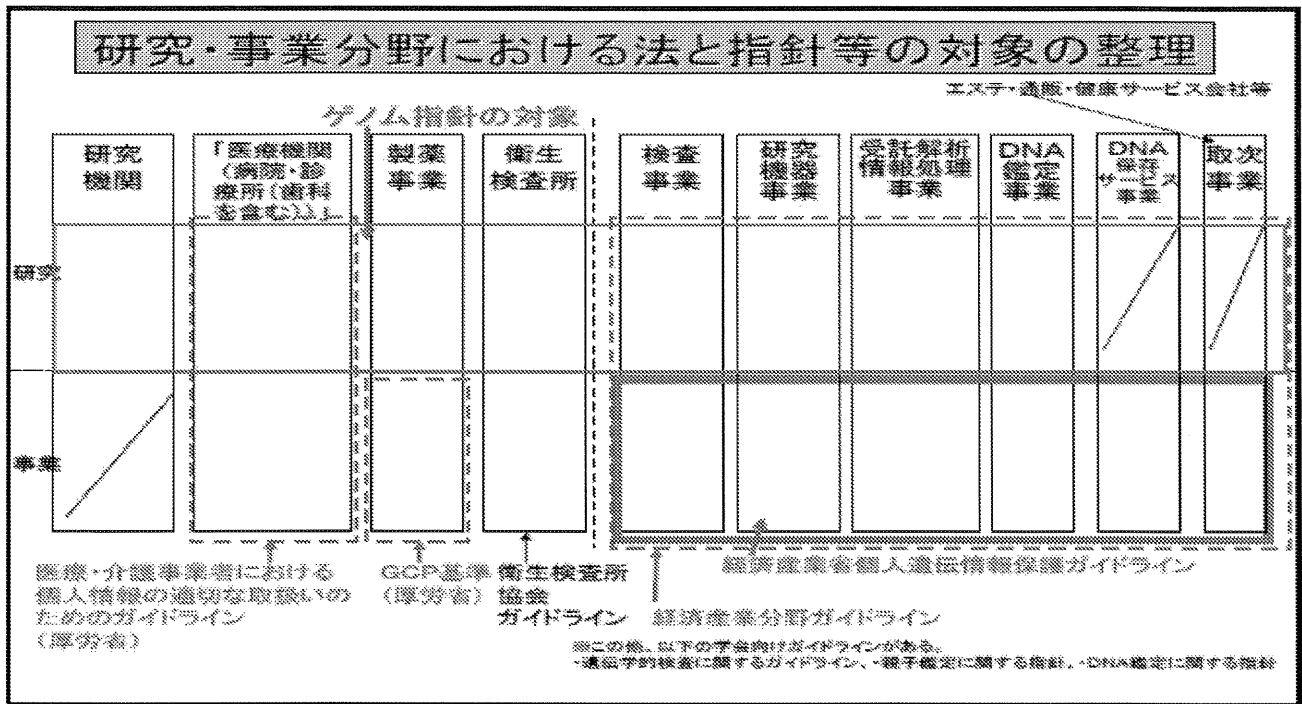 研究・事業分野における法と指針等の対象の整理
エステ・通販・健康サービス会社等
ゲノム指針の対象
研究
機関
「医療機関
(病院・診
療所(歯科
を含む))」
製薬
事業
衛生
検査所
検査
事業
研究
機器
事業
受託解析
情報処理
事業
DNA
鑑定
事業
DNA
保存
サービス
事業
取次
事業
研究
事業
医療・介護事業者における
個人情報の適切な取扱いの
ためのガイドライン
(厚労省)
GCP基準
(厚労省)
衛生検査所
協会
ガイドライン
経済産業省個人遺伝情報保護ガイドライン
経済産業分野ガイドライン
※この他、以下の学会向けガイドラインがある。
・遺伝学的検査に関するガイドライン、・親子鑑定に関する指針、・DNA鑑定に関する指針